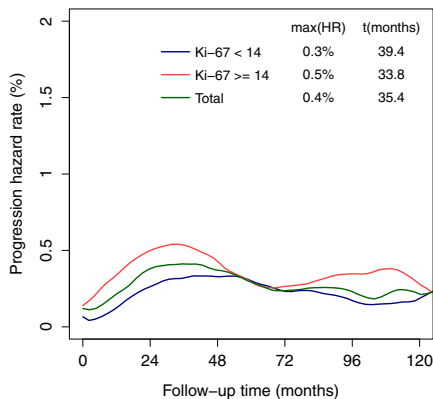 max(HR) t(months)
Ki−67 < 14 0.3% 39.4
Ki−67 >= 14 0.5% 33.8
Total 0.4% 35.4
Progression hazard rate (%)
2
1.5
1
0.5
0
0 24 48 72 96 120
Follow−up time (months)